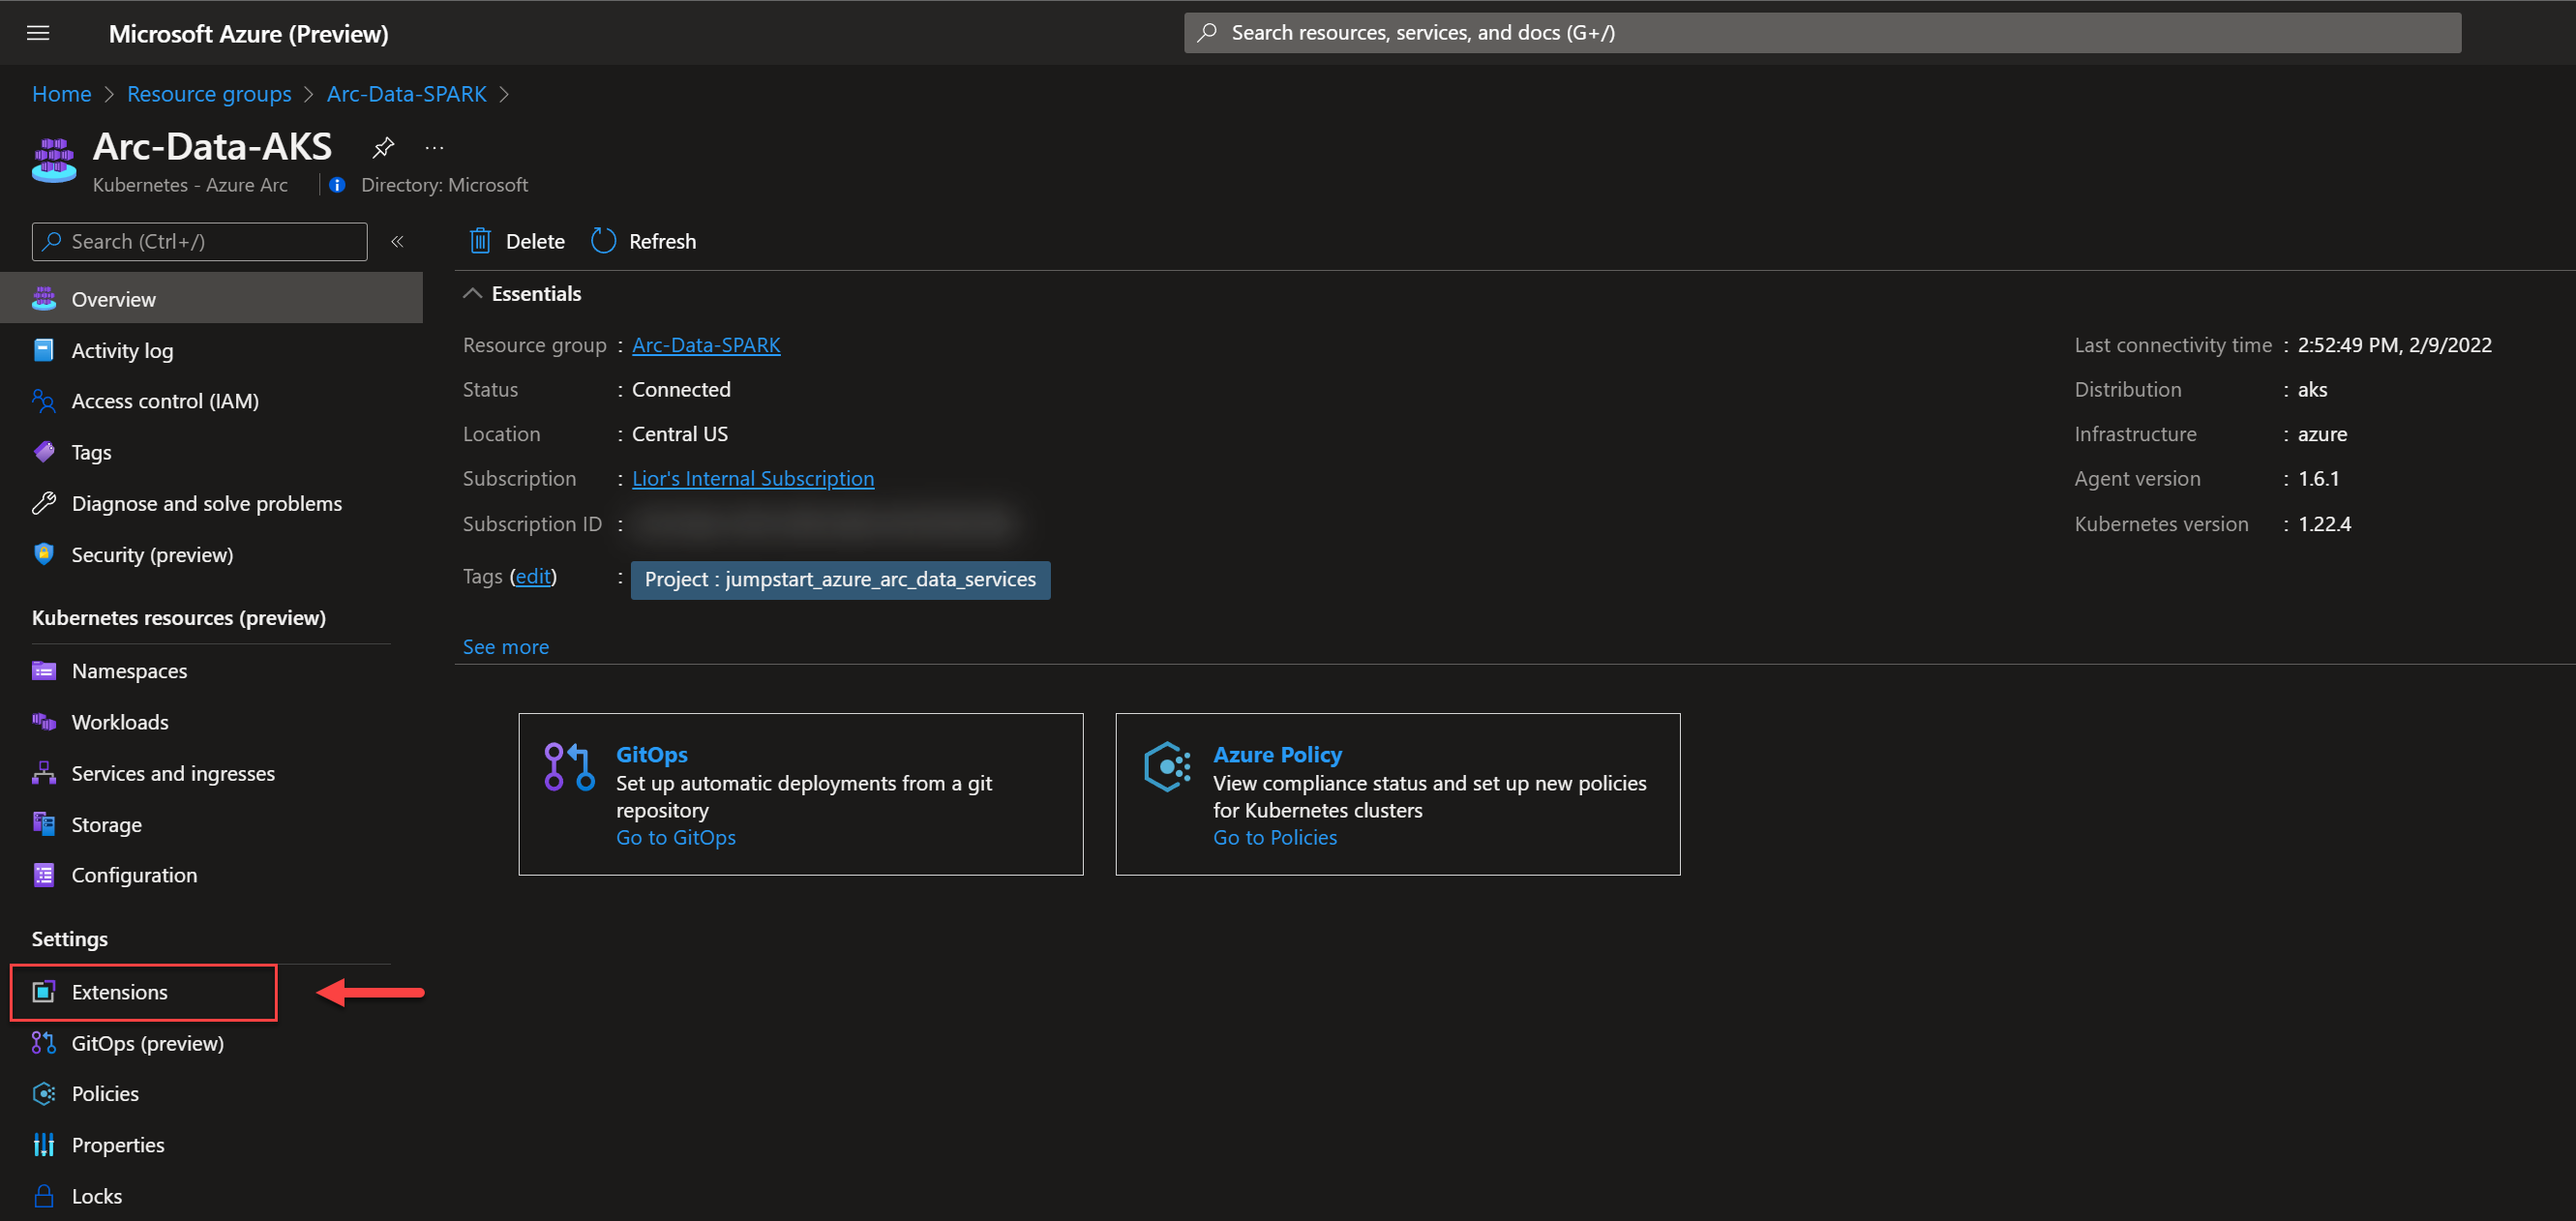 Microsoft Azure (Preview)
Search resources, services, and docs (G+/)
Home > Resource groups > Arc-Data-SPARK >
Arc-Data-AKS
Kubernetes - Azure Arc
Directory: Microsoft
Search (Ctrl+/)
Overview
Activity log
Access control (IAM)
Tags
Diagnose and solve problems
Security (preview)
Kubernetes resources (preview)
Namespaces
Workloads
Services and ingresses
Storage
Configuration
Settings
Extensions
GitOps (preview)
Policies
Properties
Locks
Delete
Refresh
Essentials
Resource group : Arc-Data-SPARK
Status : Connected
Location : Central US
Subscription : Lior's Internal Subscription
Subscription ID :
Tags (edit) : Project : jumpstart_azure_arc_data_services
See more
Last connectivity time : 2:52:49 PM, 2/9/2022
Distribution : aks
Infrastructure : azure
Agent version : 1.6.1
Kubernetes version : 1.22.4
GitOps
Set up automatic deployments from a git
repository
Go to GitOps
Azure Policy
View compliance status and set up new policies
for Kubernetes clusters
Go to Policies